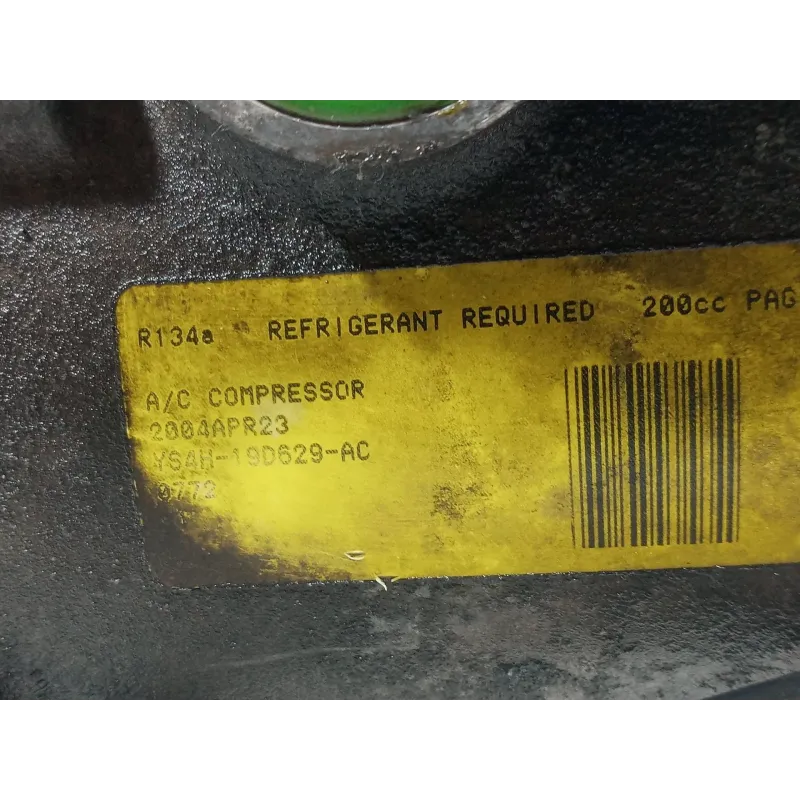 R134a REFRIGERANT REQUIRED 200cc PAG
A/C COMPRESSOR
2004APR23
YS4H-19D629-AC
0772